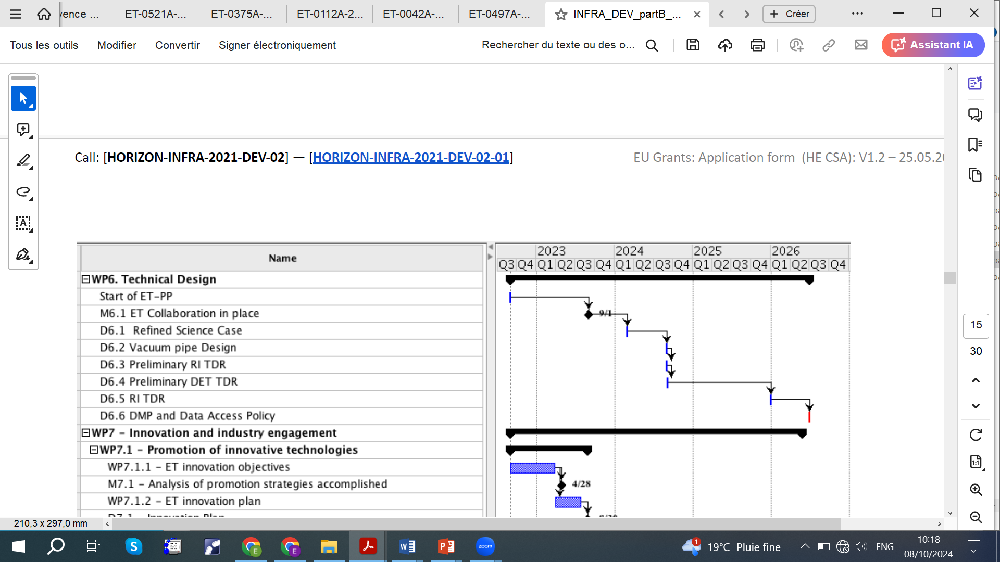 vence ...
ET-0521A-...
ET-0375A-...
ET-0112A-2...
ET-0042A-...
ET-0497A-...
INFRA_DEV_partB_...
Créer
Tous les outils
Modifier
Convertir
Signer électroniquement
Rechercher du texte ou des o...
Assistant IA
Call: [HORIZON-INFRA-2021-DEV-02] — [HORIZON-INFRA-2021-DEV-02-01]
EU Grants: Application form (HE CSA): V1.2 – 25.05.20
Name
2023 2024 2025 2026
Q3 Q4 Q1 Q2 Q3 Q4 Q1 Q2 Q3 Q4 Q1 Q2 Q3 Q4 Q1 Q2 Q3 Q4
WP6. Technical Design
Start of ET-PP
M6.1 ET Collaboration in place
9/1
D6.1 Refined Science Case
D6.2 Vacuum pipe Design
D6.3 Preliminary RI TDR
D6.4 Preliminary DET TDR
D6.5 RI TDR
D6.6 DMP and Data Access Policy
WP7 - Innovation and industry engagement
WP7.1 - Promotion of innovative technologies
WP7.1.1 - ET innovation objectives
M7.1 - Analysis of promotion strategies accomplished
4/28
WP7.1.2 - ET innovation plan
15
30
1:1
210,3 x 297,0 mm
zoom
1
19°C Pluie fine
ENG
10:18
08/10/2024